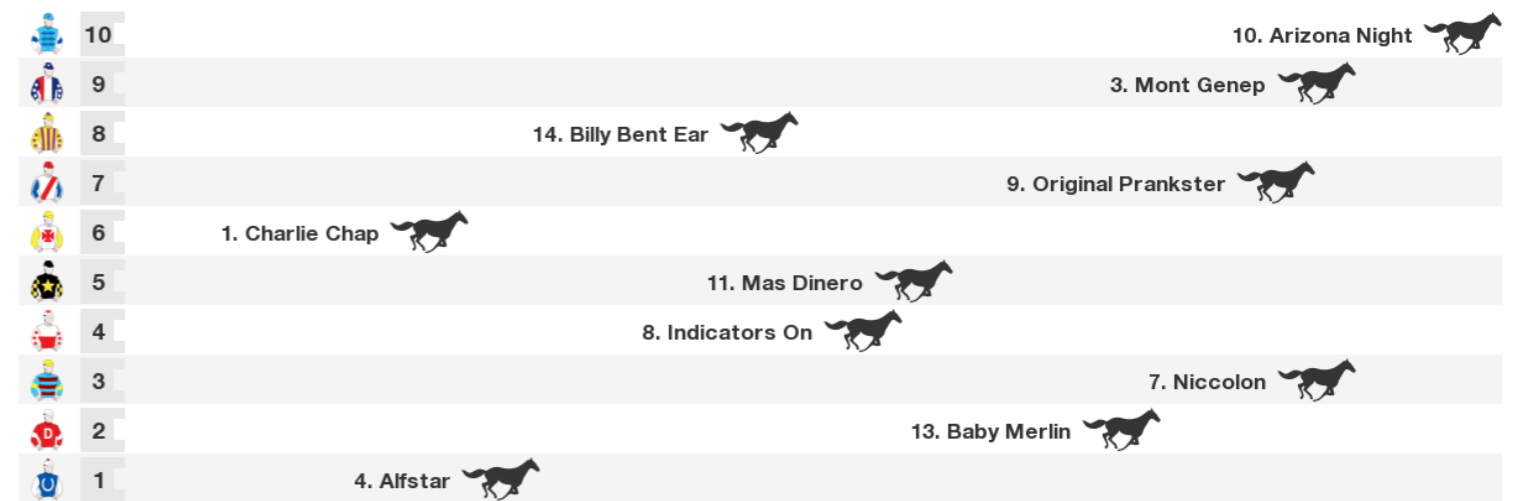 10 10. Arizona Night
9 3. Mont Genep
8 14. Billy Bent Ear
7 9. Original Prankster
6 1. Charlie Chap
5 11. Mas Dinero
4 8. Indicators On
3 7. Niccolon
2 D 13. Baby Merlin
1 4. Alfstar